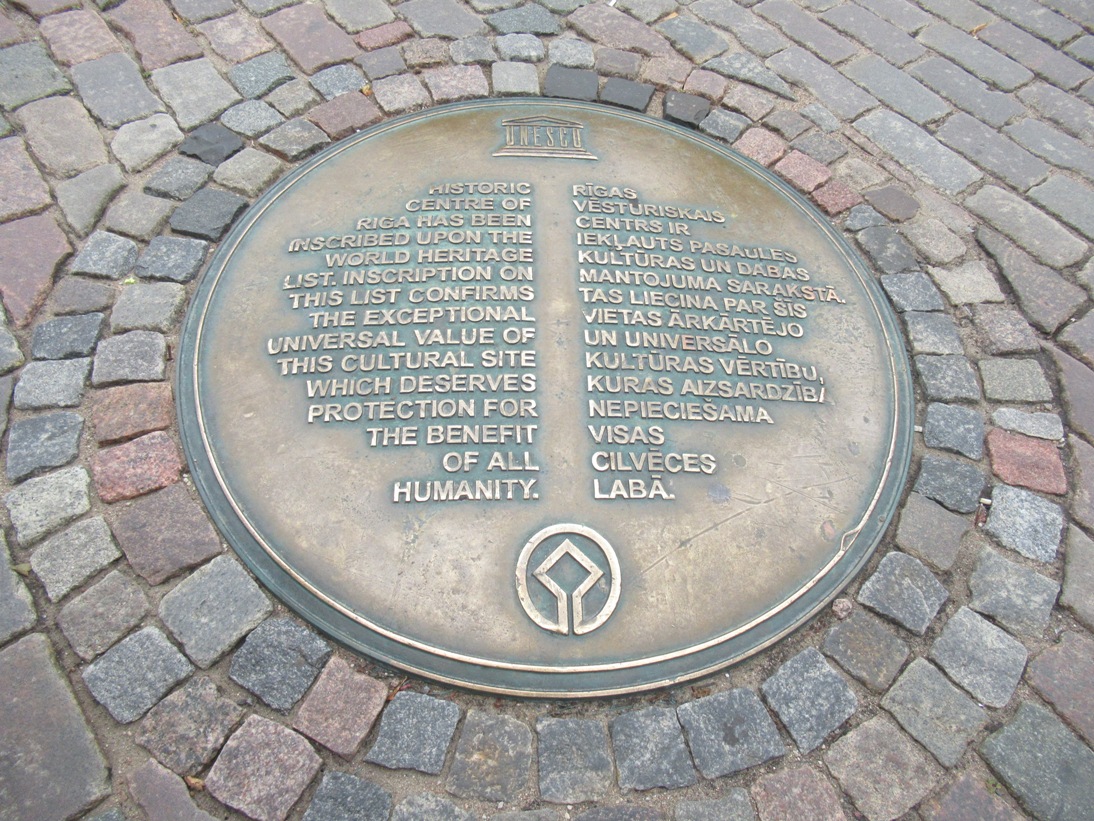 UNESCO
HISTORIC
CENTRE OF
RIGA HAS BEEN
INSCRIBED UPON THE
WORLD HERITAGE
LIST. INSCRIPTION ON
THIS LIST CONFIRMS
THE EXCEPTIONAL
UNIVERSAL VALUE OF
THIS CULTURAL SITE
WHICH DESERVES
PROTECTION FOR
THE BENEFIT
OF ALL
HUMANITY.
RĪGAS
VĒSTURISKAIS
CENTRS IR
IEKĻAUTS PASAULES
KULTŪRAS UN DABAS
MANTOJUMA SARAKSTĀ,
TAS LIECINA PAR ŠĪS
VIETAS ĀRKĀRTĒJO
UN UNIVERSĀLO
KULTŪRAS VĒRTĪBU,
KURAS AIZSARDZĪBA
NEPIECIEŠAMA
VISAS
CILVĒCES
LABĀ.